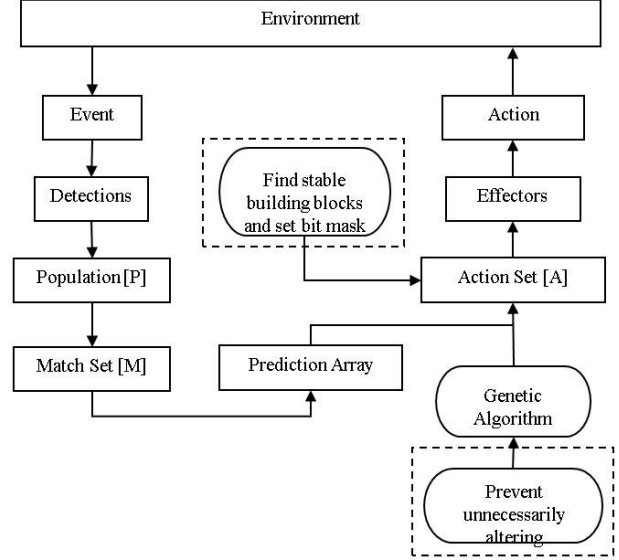 Environment
Event
Action
Find stable
building blocks
and set bit mask
Detections
Effectors
Population [P]
Action Set [A]
Match Set [M]
Prediction Array
Genetic
Algorithm
Prevent
unnecessarily
altering